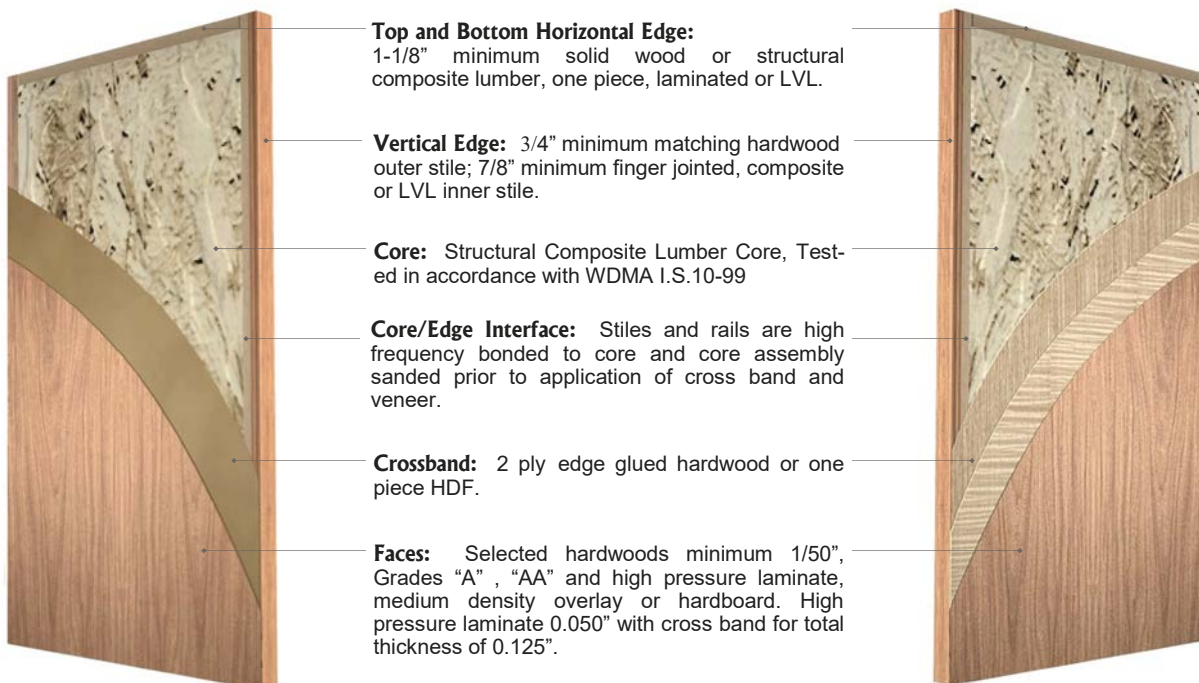 Top and Bottom Horizontal Edge:
1-1/8” minimum solid wood or structural
composite lumber, one piece, laminated or LVL.
Vertical Edge: 3/4” minimum matching hardwood
outer stile; 7/8” minimum finger jointed, composite
or LVL inner stile.
Core: Structural Composite Lumber Core, Test-
ed in accordance with WDMA I.S.10-99
Core/Edge Interface: Stiles and rails are high
frequency bonded to core and core assembly
sanded prior to application of cross band and
veneer.
Crossband: 2 ply edge glued hardwood or one
piece HDF.
Faces: Selected hardwoods minimum 1/50”,
Grades “A” , “AA” and high pressure laminate,
medium density overlay or hardboard. High
pressure laminate 0.050” with cross band for total
thickness of 0.125”.